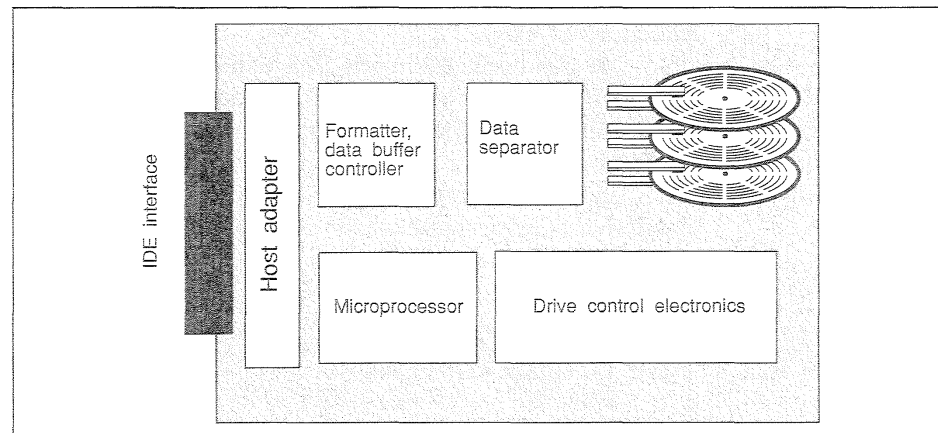 IDE interface
Host adapter
Formatter,
data buffer
controller
Data
separator
Microprocessor
Drive control electronics